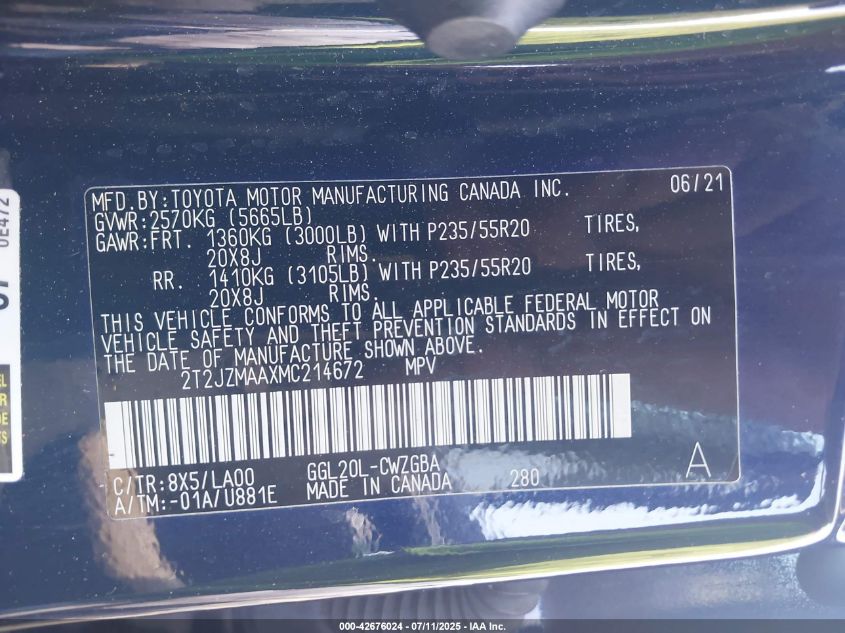 MFD.BY:TOYOTA MOTOR MANUFACTURING CANADA INC. 06/21
GVWR:2570KG (5665LB)
GAWR:FRT. 1360KG (3000LB) WITH P235/55R20 TIRES,
20X8J RIMS.
RR. 1410KG (3105LB) WITH P235/55R20 TIRES,
20X8J RIMS.
THIS VEHICLE CONFORMS TO ALL APPLICABLE FEDERAL MOTOR
VEHICLE SAFETY AND THEFT PREVENTION STANDARDS IN EFFECT ON
THE DATE OF MANUFACTURE SHOWN ABOVE.
2T2JZMAAXMC214672 MPV
C/TR:8X5/LA00 GGL20L-CWZGBA A
A/TM:-01A/U881E MADE IN CANADA 280
0E472
000-42676024 - 07/11/2025 - IAA Inc.